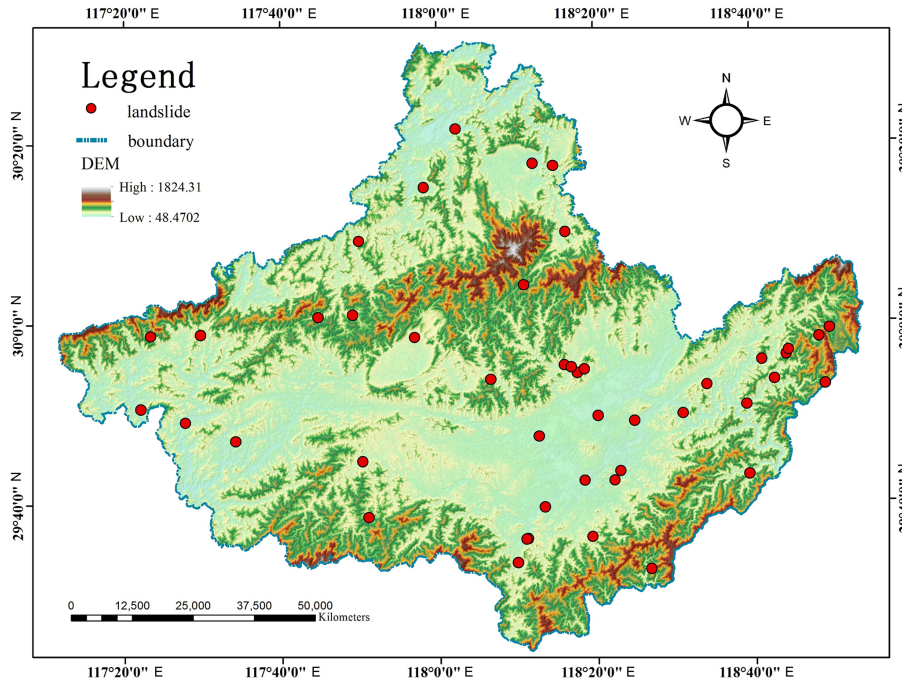 117°20'0" E 117°40'0" E 118°0'0" E 118°20'0" E 118°40'0" E
Legend
landslide
boundary
DEM
High : 1824.31
Low : 48.4702
N
W E
S
30°20'0" N
30°0'0" N
29°40'0" N
0 12,500 25,000 37,500 50,000
Kilometers
117°20'0" E 117°40'0" E 118°0'0" E 118°20'0" E 118°40'0" E